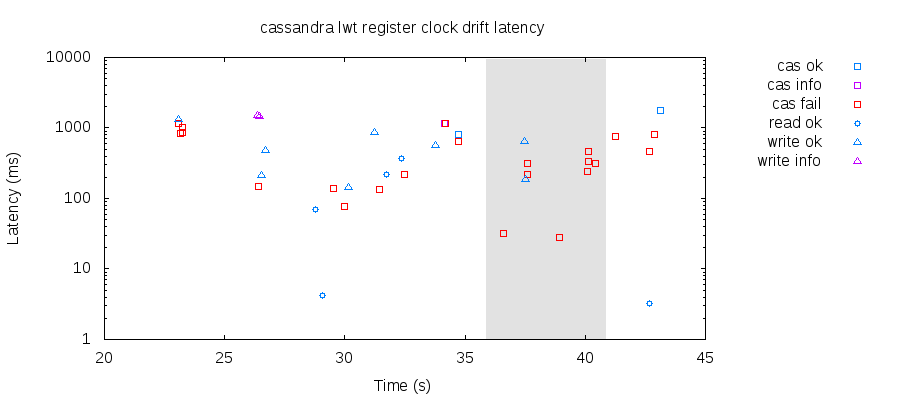 cassandra lwt register clock drift latency
10000
1000
100
10
1
Latency (ms)
20 25 30 35 40 45
Time (s)
cas ok
cas info
cas fail
read ok
write ok
write info